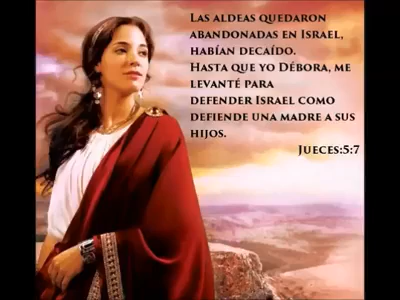 Las aldeas quedaron
abandonadas en Israel,
habían decaído.
Hasta que yo Débora, me
levanté para
defender Israel como
defiende una madre a sus
hijos.
Jueces:5:7